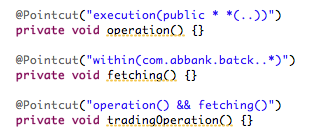 @Pointcut("execution(public * *(..))")
private void operation() {}
@Pointcut("within(com.abbank.batck..*)")
private void fetching() {}
@Pointcut("operation() && fetching()")
private void tradingOperation() {}